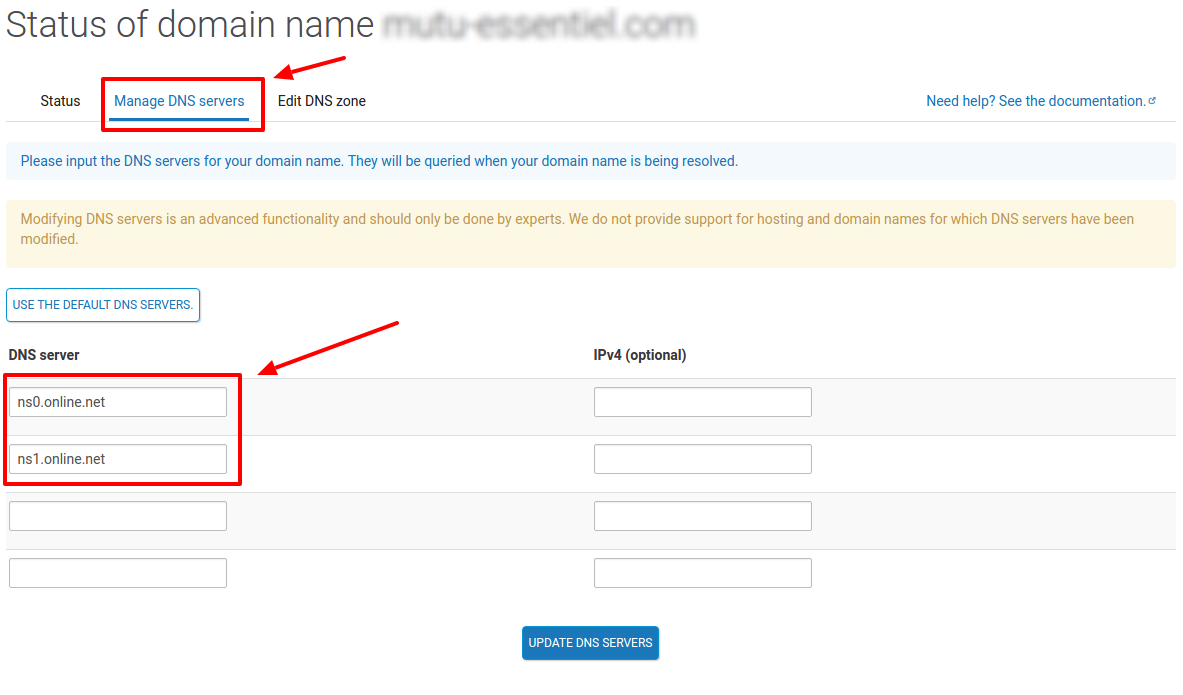 Status of domain name mutu-essentiel.com
Status
Manage DNS servers
Edit DNS zone
Need help? See the documentation.
Please input the DNS servers for your domain name. They will be queried when your domain name is being resolved.
Modifying DNS servers is an advanced functionality and should only be done by experts. We do not provide support for hosting and domain names for which DNS servers have been
modified.
USE THE DEFAULT DNS SERVERS.
DNS server
IPv4 (optional)
ns0.online.net
ns1.online.net
UPDATE DNS SERVERS